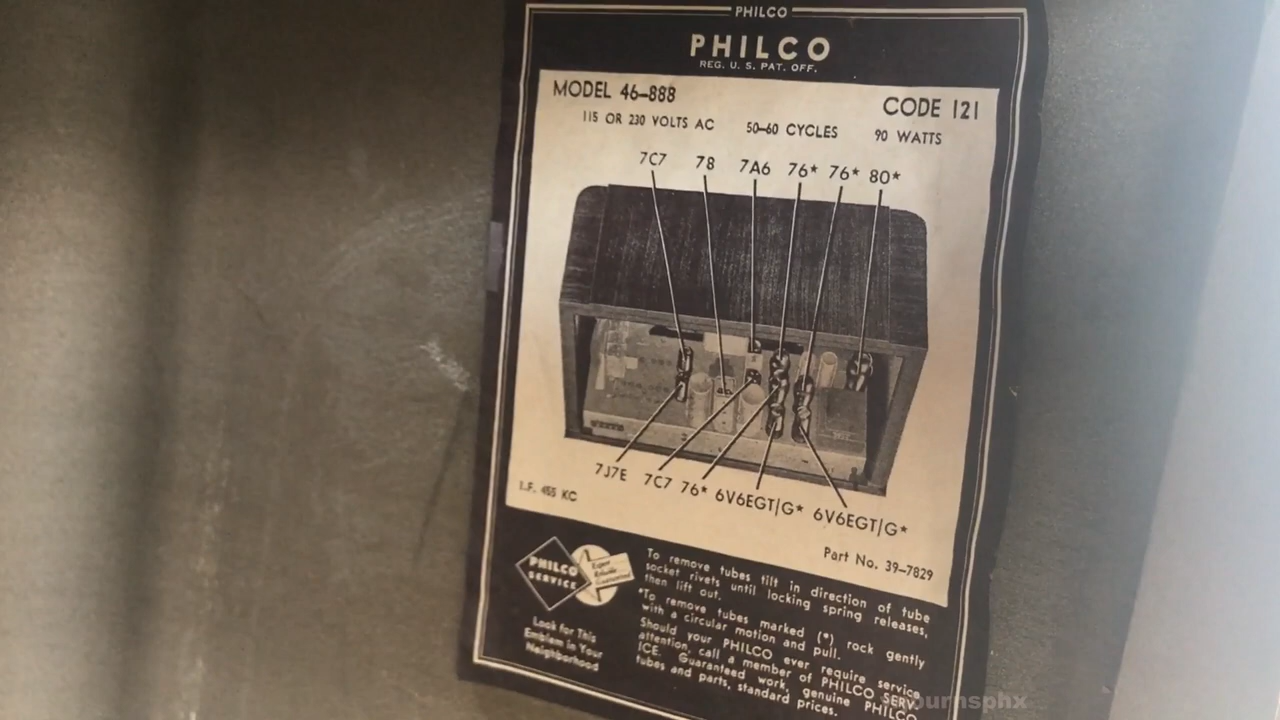 PHILCO
PHILCO
REG. U. S. PAT. OFF.
MODEL 46–888
CODE 121
115 OR 230 VOLTS AC 50–60 CYCLES 90 WATTS
7C7 78 7A6 76* 76* 80*
7J7E 7C7 76* 6V6EGT|G* 6V6EGT|G*
I.F. 455 KC
Part No. 39–7829
PHILCO
SERVICE
Expert
Reliable
Guaranteed
Look for This
Emblem in Your
Neighborhood
To remove tubes tilt in direction of tube
socket rivets until locking spring releases,
then lift out.
*To remove tubes marked (*) rock gently
with a circular motion and pull.
Should your PHILCO ever require service
attention, call a member of PHILCO SERV-
ICE. Guaranteed work, genuine PHILCO
tubes and parts, standard prices.